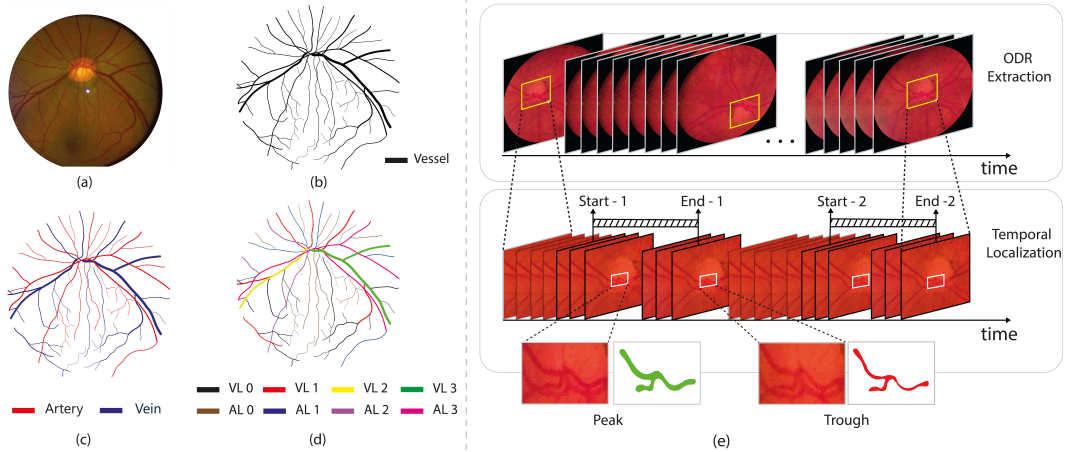 (a)
Vessel
(b)
Artery Vein
(c)
VL 0 VL 1 VL 2 VL 3
AL 0 AL 1 AL 2 AL 3
(d)
ODR
Extraction
time
Start - 1 End - 1 Start - 2 End -2
Temporal
Localization
time
Peak Trough
(e)